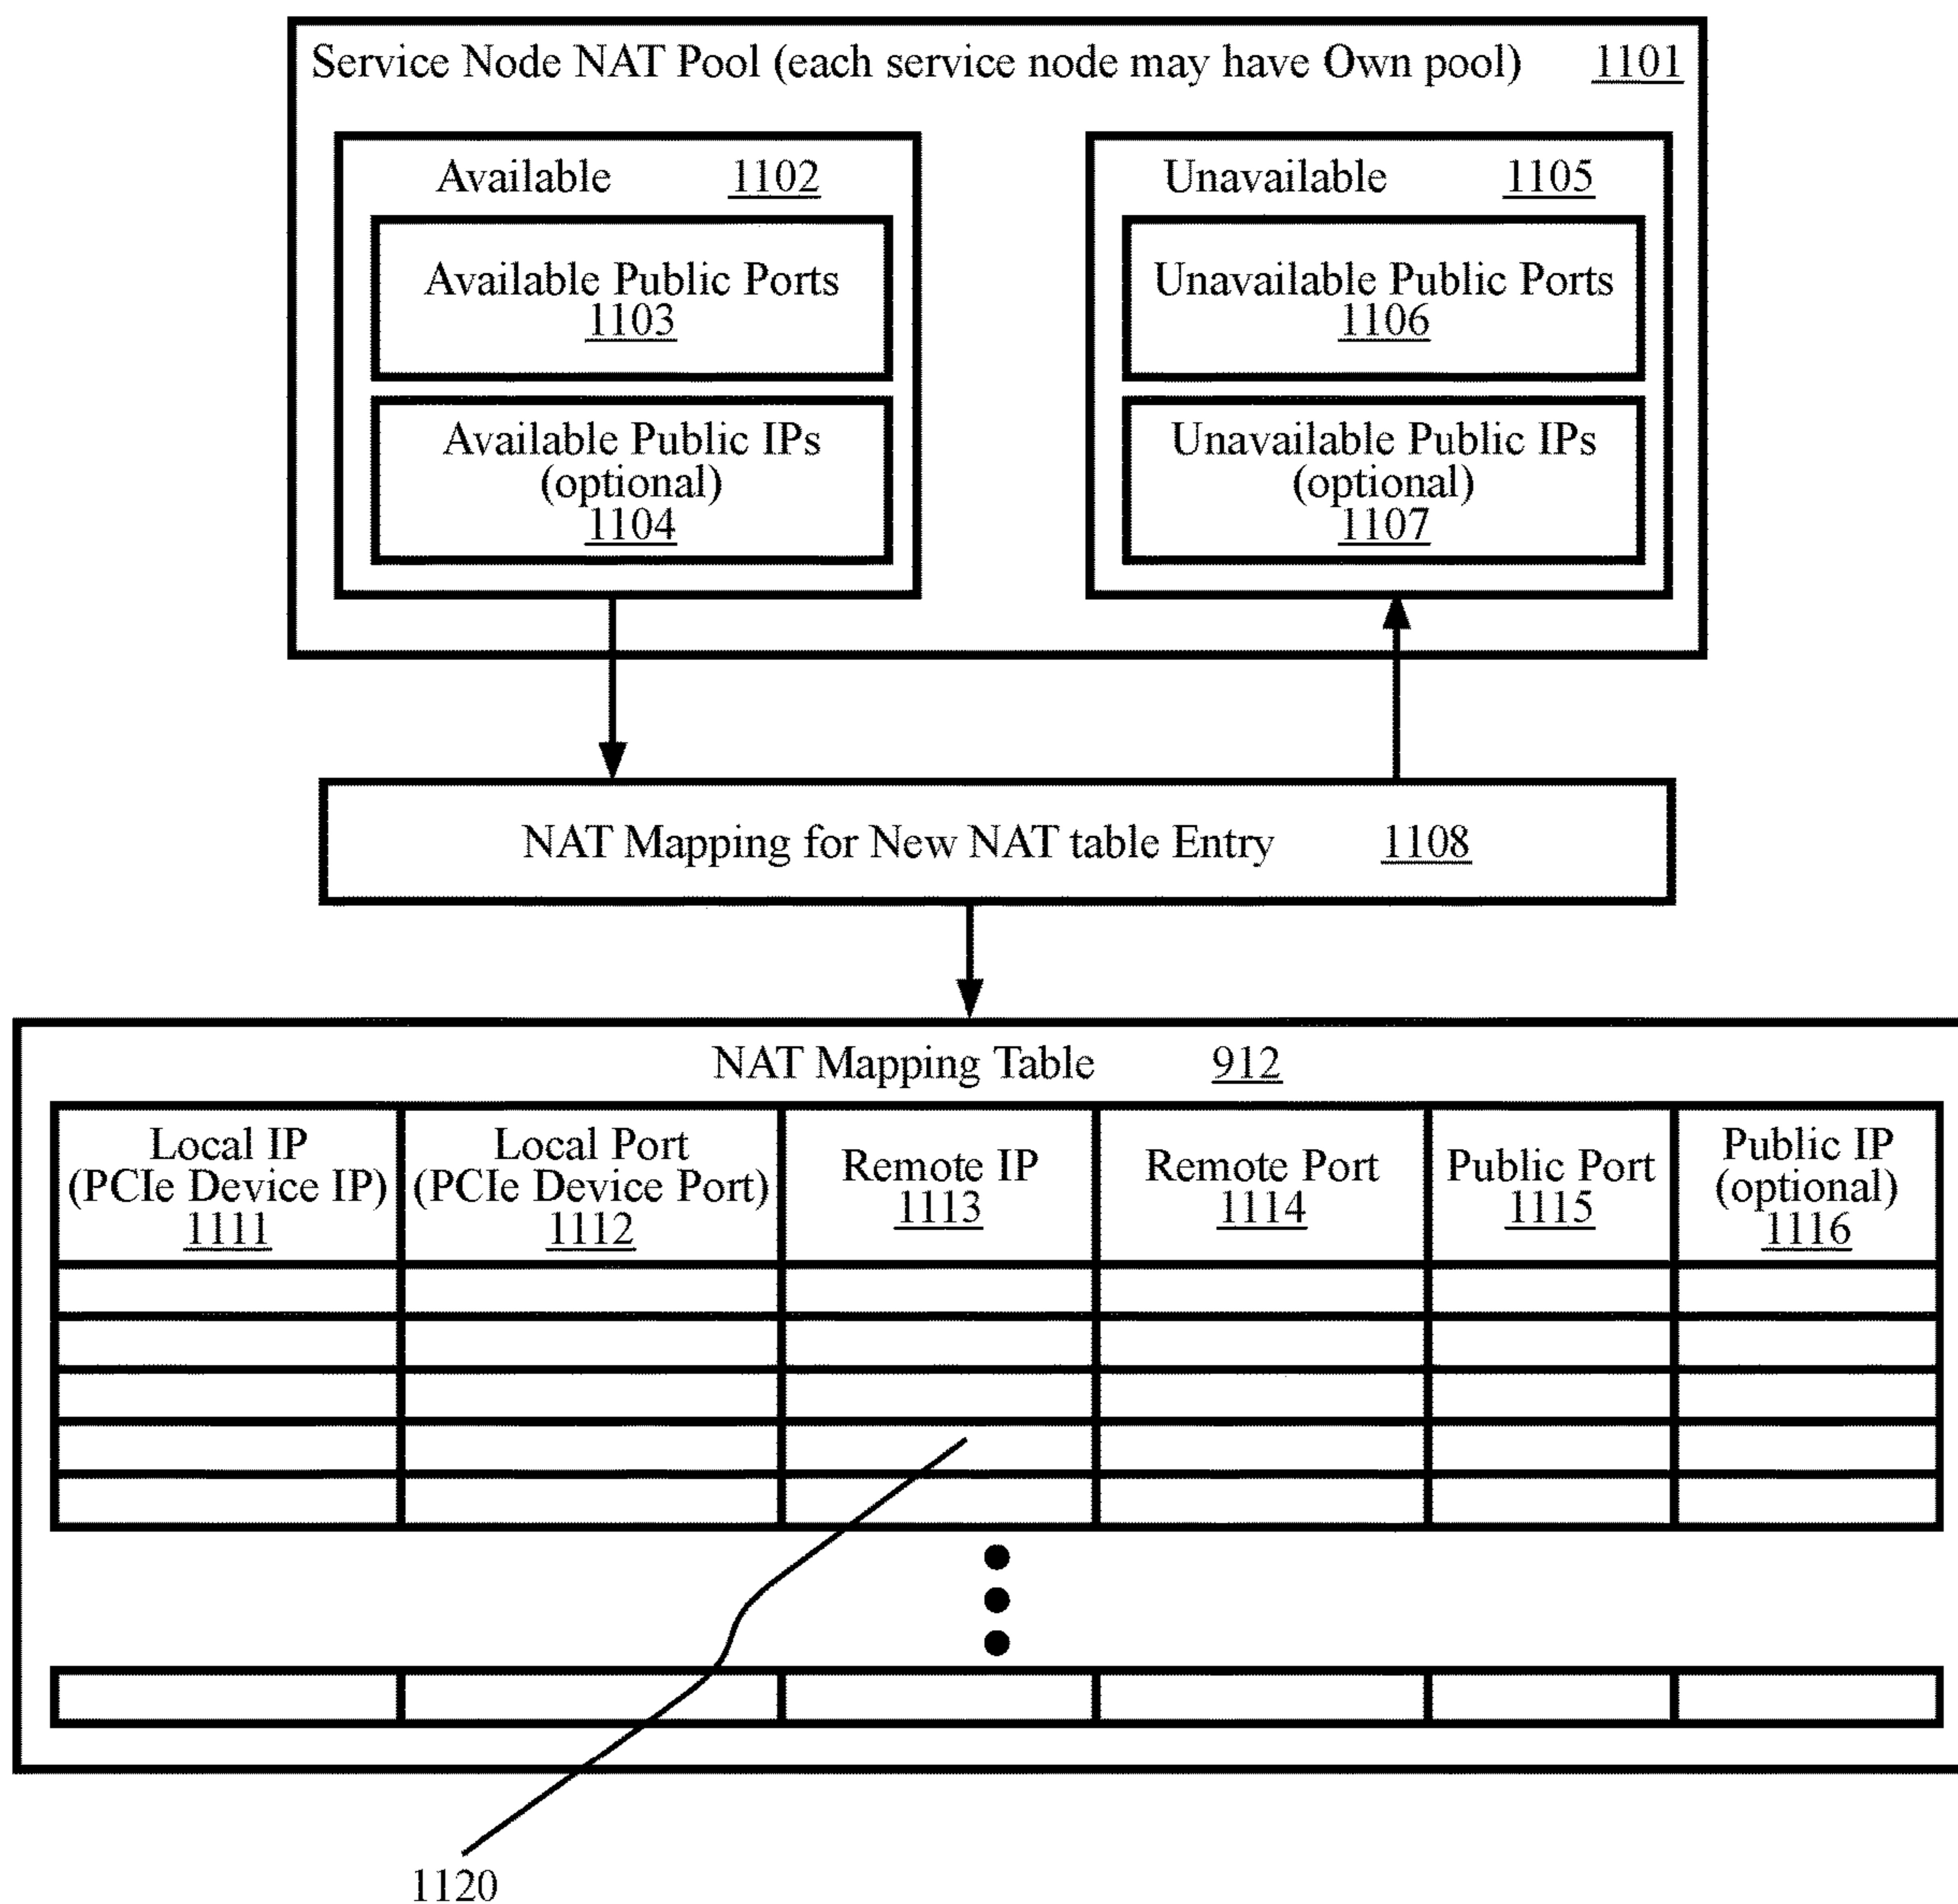 Service Node NAT Pool (each service node may have Own pool) 1101
Available 1102
Available Public Ports
1103
Available Public IPs
(optional)
1104
Unavailable 1105
Unavailable Public Ports
1106
Unavailable Public IPs
(optional)
1107
NAT Mapping for New NAT table Entry 1108
NAT Mapping Table 912
Local IP
(PCIe Device IP)
1111
Local Port
(PCIe Device Port)
1112
Remote IP
1113
Remote Port
1114
Public Port
1115
Public IP
(optional)
1116
1120